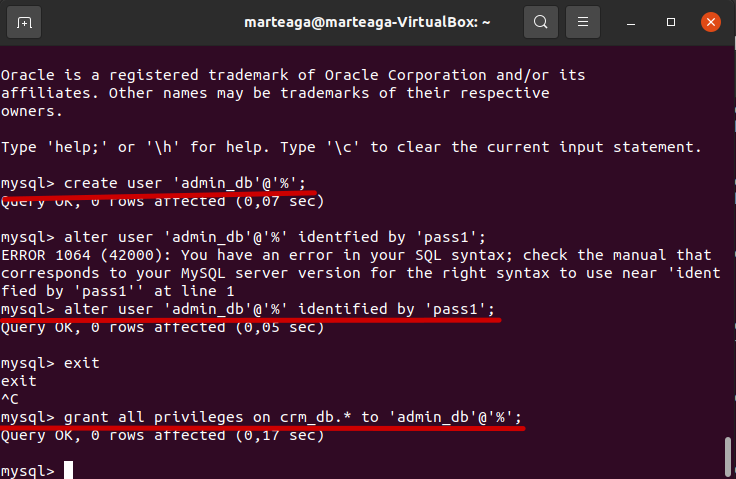 marteaga@marteaga-VirtualBox: ~
Oracle is a registered trademark of Oracle Corporation and/or its
affiliates. Other names may be trademarks of their respective
owners.
Type 'help;' or '\h' for help. Type '\c' to clear the current input statement.
mysql> create user 'admin_db'@'%';
Query OK, 0 rows affected (0,07 sec)
mysql> alter user 'admin_db'@'%' identfied by 'pass1';
ERROR 1064 (42000): You have an error in your SQL syntax; check the manual that
corresponds to your MySQL server version for the right syntax to use near 'ident
fied by 'pass1'' at line 1
mysql> alter user 'admin_db'@'%' identified by 'pass1';
Query OK, 0 rows affected (0,05 sec)
mysql> exit
exit
^C
mysql> grant all privileges on crm_db.* to 'admin_db'@'%';
Query OK, 0 rows affected (0,17 sec)
mysql>